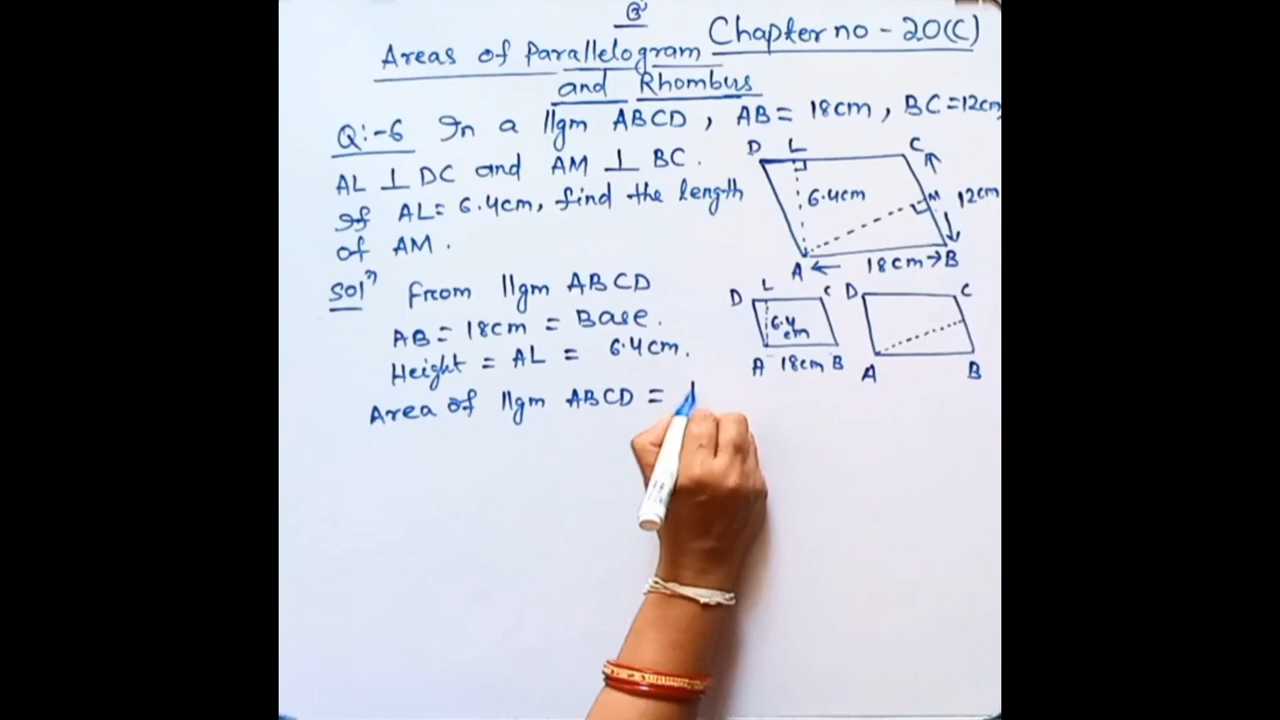 Chapter no - 20(C)
Areas of Parallelogram
and Rhombus
Q:-6 In a llgm ABCD, AB = 18cm, BC=12cm,
AL ⊥ DC and AM ⊥ BC.
If AL= 6.4cm, find the length
of AM.
D L C
6.4cm
M 12cm
A ← 18cm → B
Solⁿ from llgm ABCD
AB = 18cm = Base.
Height = AL = 6.4cm.
Area of llgm ABCD =
D L C
6.4
cm
A 18cm B
D C
A B